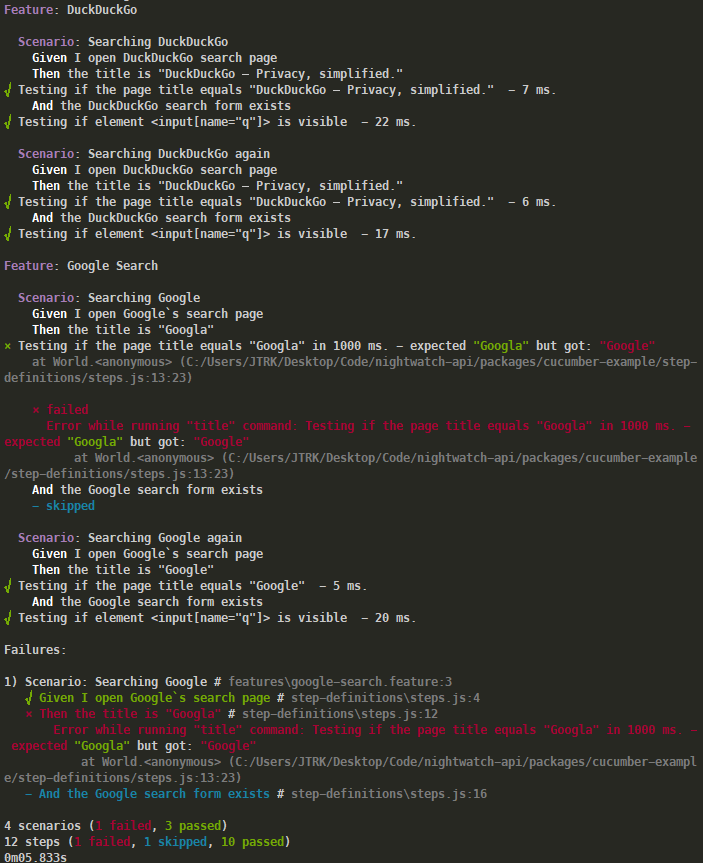 Feature: DuckDuckGo
Scenario: Searching DuckDuckGo
Given I open DuckDuckGo search page
Then the title is "DuckDuckGo — Privacy, simplified."
√ Testing if the page title equals "DuckDuckGo — Privacy, simplified." – 7 ms.
And the DuckDuckGo search form exists
√ Testing if element <input[name="q"]> is visible – 22 ms.
Scenario: Searching DuckDuckGo again
Given I open DuckDuckGo search page
Then the title is "DuckDuckGo — Privacy, simplified."
√ Testing if the page title equals "DuckDuckGo — Privacy, simplified." – 6 ms.
And the DuckDuckGo search form exists
√ Testing if element <input[name="q"]> is visible – 17 ms.
Feature: Google Search
Scenario: Searching Google
Given I open Google`s search page
Then the title is "Googla"
× Testing if the page title equals "Googla" in 1000 ms. – expected "Googla" but got: "Google"
at World.<anonymous> (C:/Users/JTRK/Desktop/Code/nightwatch-api/packages/cucumber-example/step-
definitions/steps.js:13:23)
× failed
Error while running "title" command: Testing if the page title equals "Googla" in 1000 ms. –
expected "Googla" but got: "Google"
at World.<anonymous> (C:/Users/JTRK/Desktop/Code/nightwatch-api/packages/cucumber-example
/step-definitions/steps.js:13:23)
And the Google search form exists
– skipped
Scenario: Searching Google again
Given I open Google`s search page
Then the title is "Google"
√ Testing if the page title equals "Google" – 5 ms.
And the Google search form exists
√ Testing if element <input[name="q"]> is visible – 20 ms.
Failures:
1) Scenario: Searching Google # features\google-search.feature:3
√ Given I open Google`s search page # step-definitions\steps.js:4
× Then the title is "Googla" # step-definitions\steps.js:12
Error while running "title" command: Testing if the page title equals "Googla" in 1000 ms. –
expected "Googla" but got: "Google"
at World.<anonymous> (C:/Users/JTRK/Desktop/Code/nightwatch-api/packages/cucumber-exampl
e/step-definitions/steps.js:13:23)
– And the Google search form exists # step-definitions\steps.js:16
4 scenarios (1 failed, 3 passed)
12 steps (1 failed, 1 skipped, 10 passed)
0m05.833s